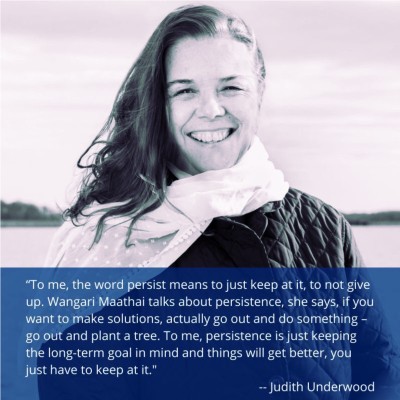 “To me, the word persist means to just keep at it, to not give
up. Wangari Maathai talks about persistence, she says, if you
want to make solutions, actually go out and do something –
go out and plant a tree. To me, persistence is just keeping
the long-term goal in mind and things will get better, you
just have to keep at it."
-- Judith Underwood